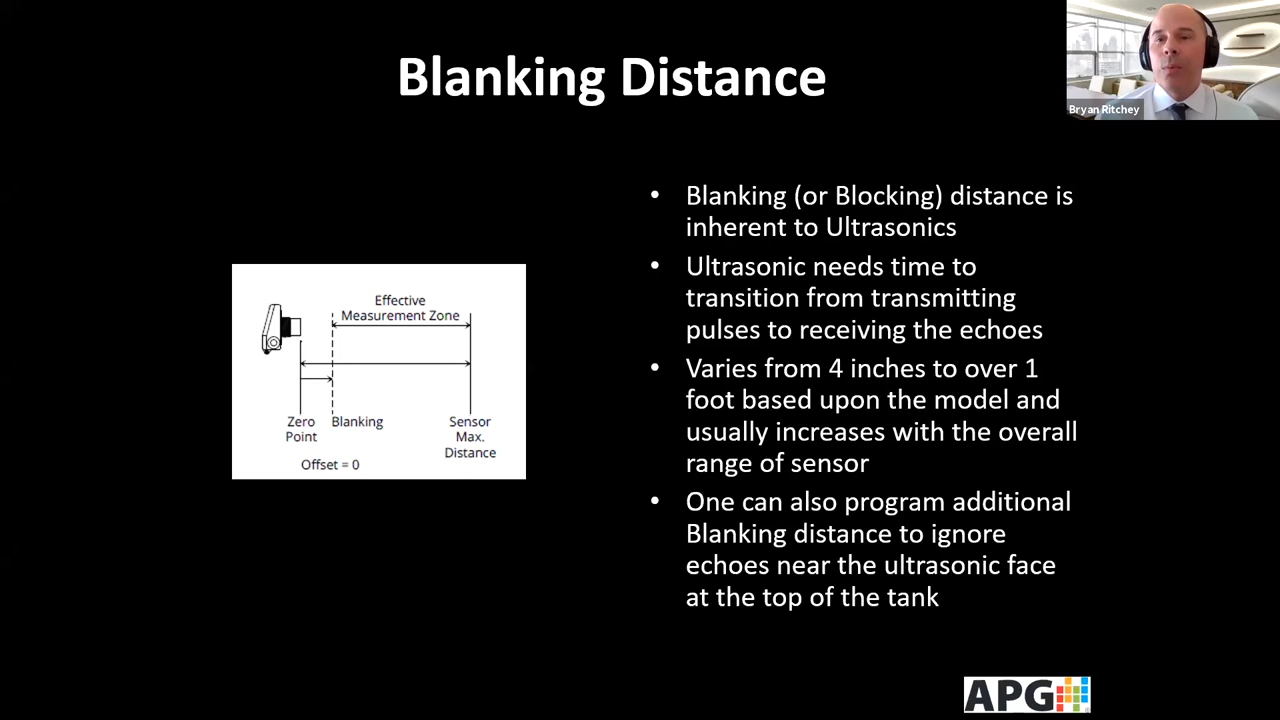 Blanking Distance
Bryan Ritchey
• Blanking (or Blocking) distance is
inherent to Ultrasonics
• Ultrasonic needs time to
transition from transmitting
pulses to receiving the echoes
• Varies from 4 inches to over 1
foot based upon the model and
usually increases with the overall
range of sensor
• One can also program additional
Blanking distance to ignore
echoes near the ultrasonic face
at the top of the tank
Effective
Measurement Zone
Zero
Point
Blanking
Sensor
Max.
Distance
Offset = 0
APG